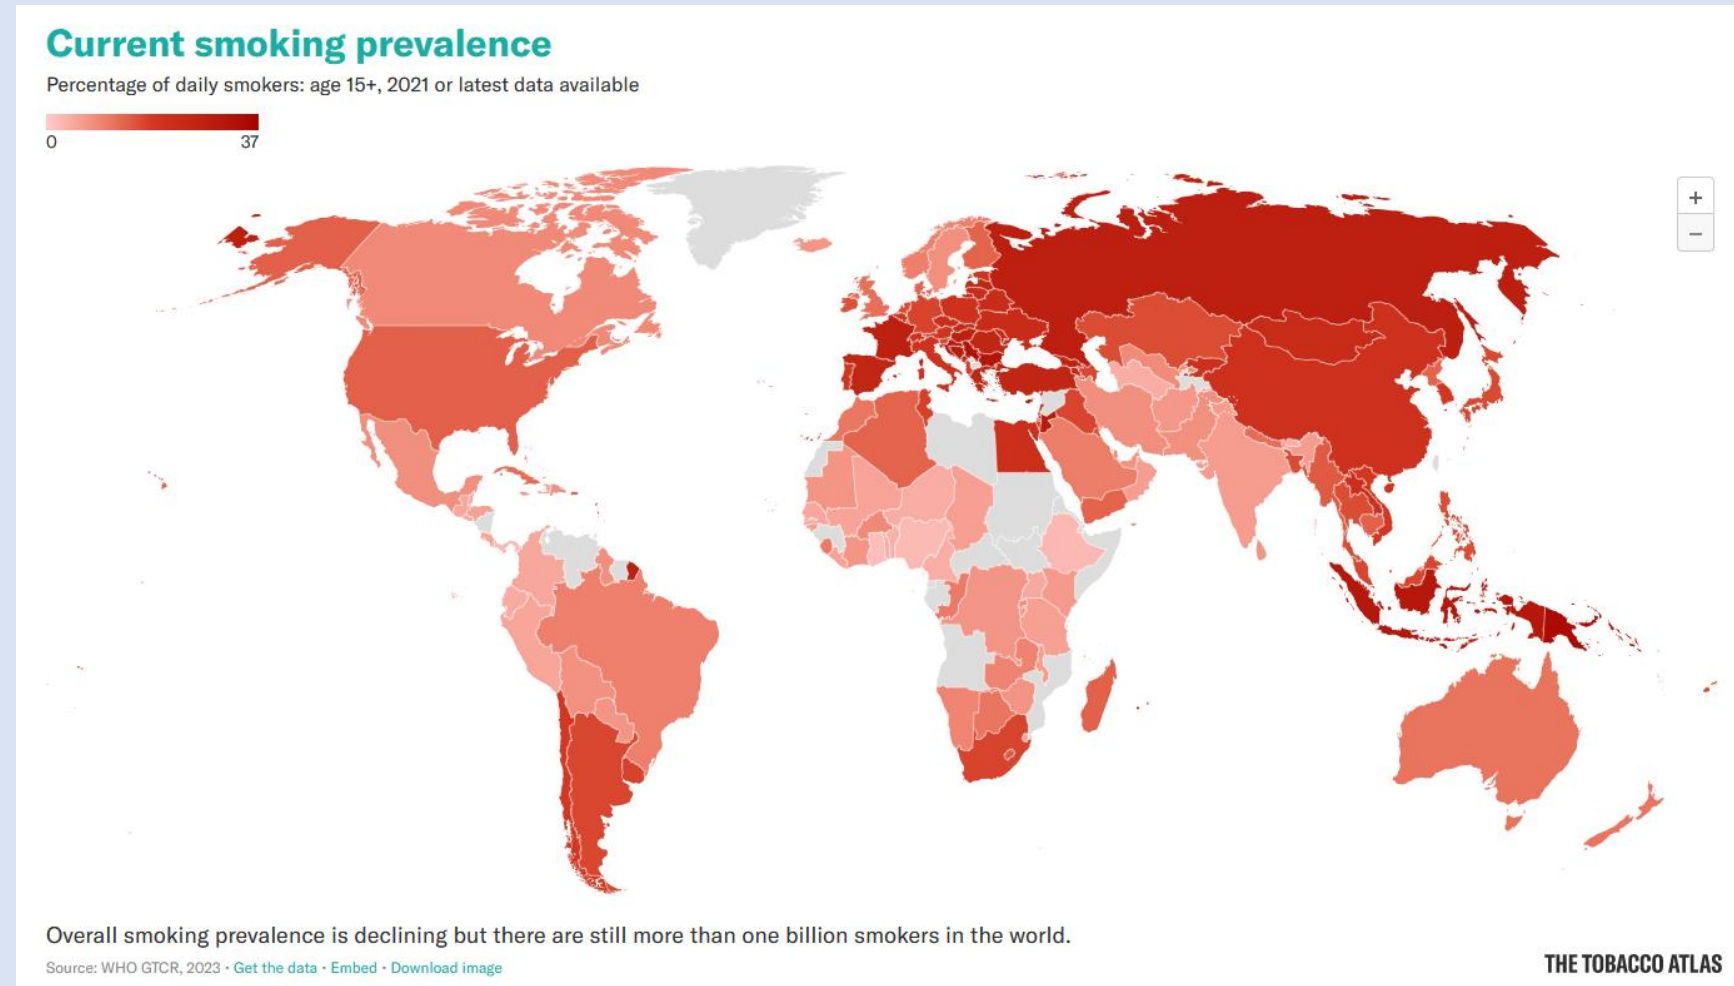 Current smoking prevalence
Percentage of daily smokers: age 15+, 2021 or latest data available
0 37
+
−
Overall smoking prevalence is declining but there are still more than one billion smokers in the world.
Source: WHO GTCR, 2023 · Get the data · Embed · Download image
THE TOBACCO ATLAS